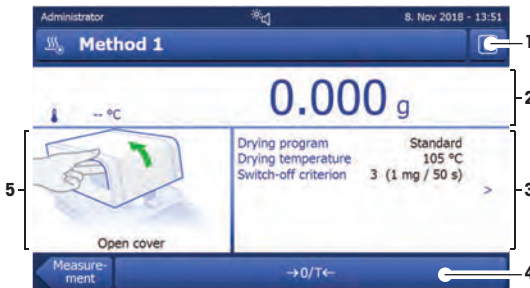 Administrator
8. Nov 2018 - 13:51
Method 1
1
0.000 g
2
-- °C
Drying program Standard
Drying temperature 105 °C
Switch-off criterion 3 (1 mg / 50 s)
>
5
3
Open cover
Measure-
ment
→0/T←
4